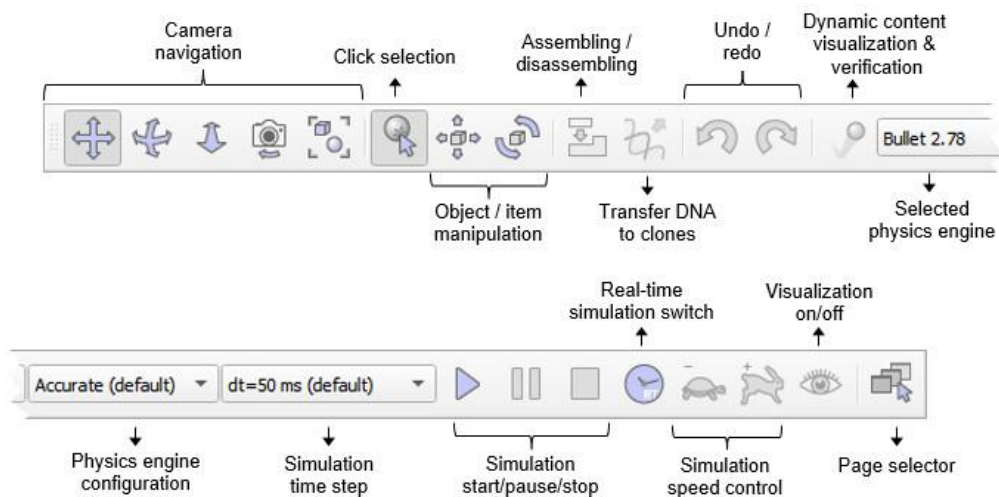 Camera
navigation
Click selection
Assembling /
disassembling
Undo /
redo
Dynamic content
visualization &
verification
Bullet 2.78
Object / item
manipulation
Transfer DNA
to clones
Selected
physics engine
Real-time
simulation switch
Visualization
on/off
Accurate (default)
dt=50 ms (default)
RT
-
+
Physics engine
configuration
Simulation
time step
Simulation
start/pause/stop
Simulation
speed control
Page selector